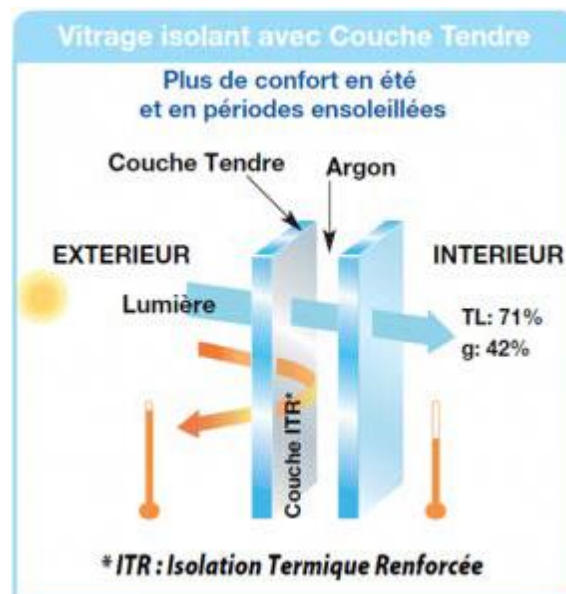 Vitrage isolant avec Couche Tendre
Plus de confort en été
et en périodes ensoleillées
Couche Tendre
Argon
EXTERIEUR
INTERIEUR
Lumière
TL: 71%
g: 42%
Couche ITR*
* ITR : Isolation Termique Renforcée